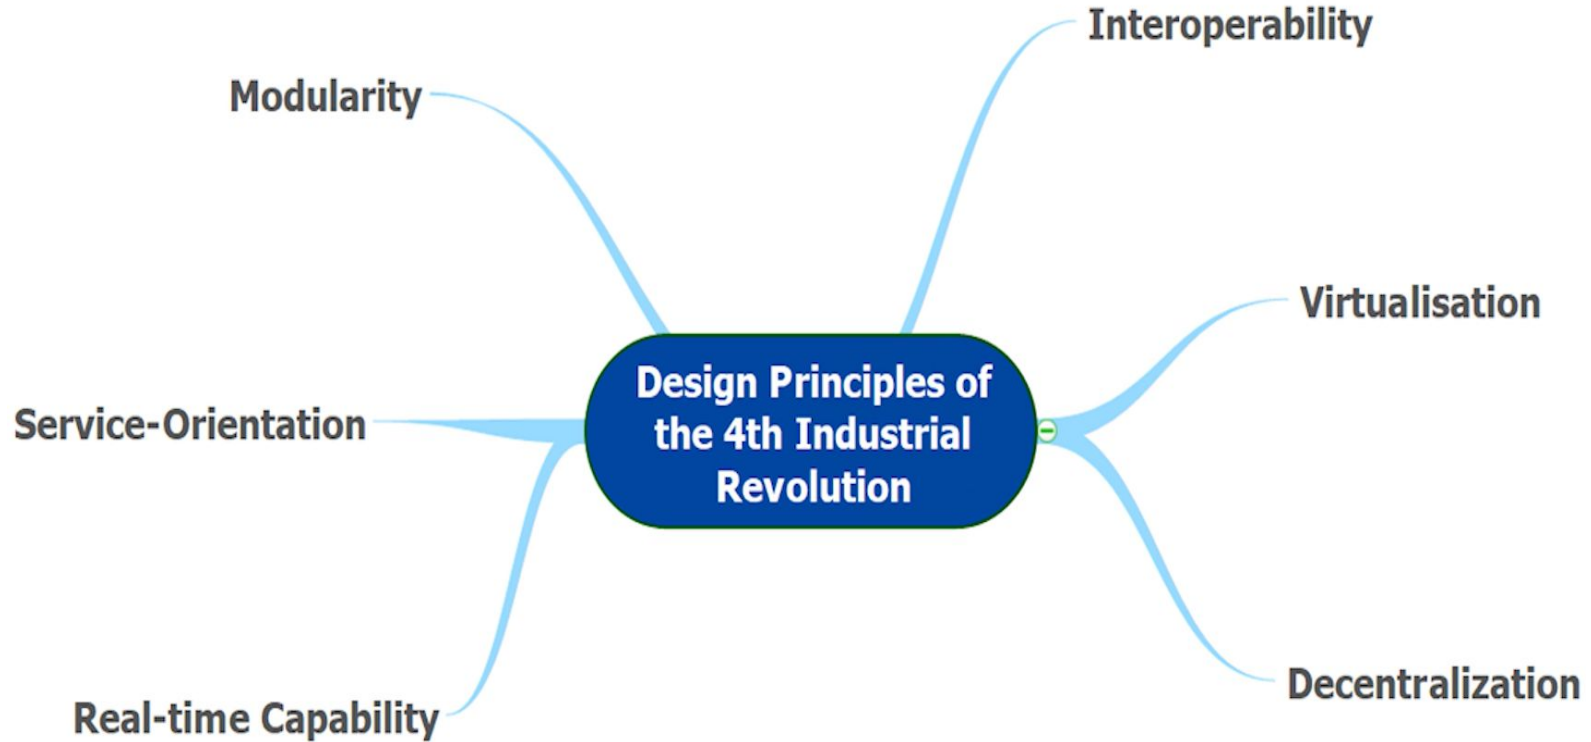 Interoperability
Modularity
Virtualisation
Design Principles of
the 4th Industrial
Revolution
Service-Orientation
Decentralization
Real-time Capability